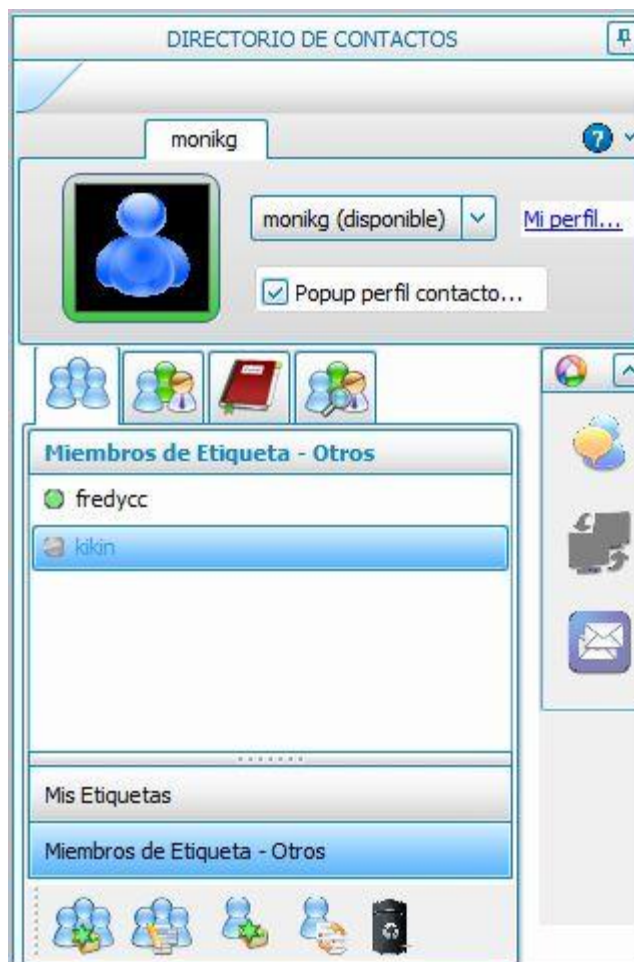 DIRECTORIO DE CONTACTOS
monikg
monikg (disponible)
Mi perfil...
Popup perfil contacto...
Miembros de Etiqueta - Otros
fredycc
kikin
Mis Etiquetas
Miembros de Etiqueta - Otros